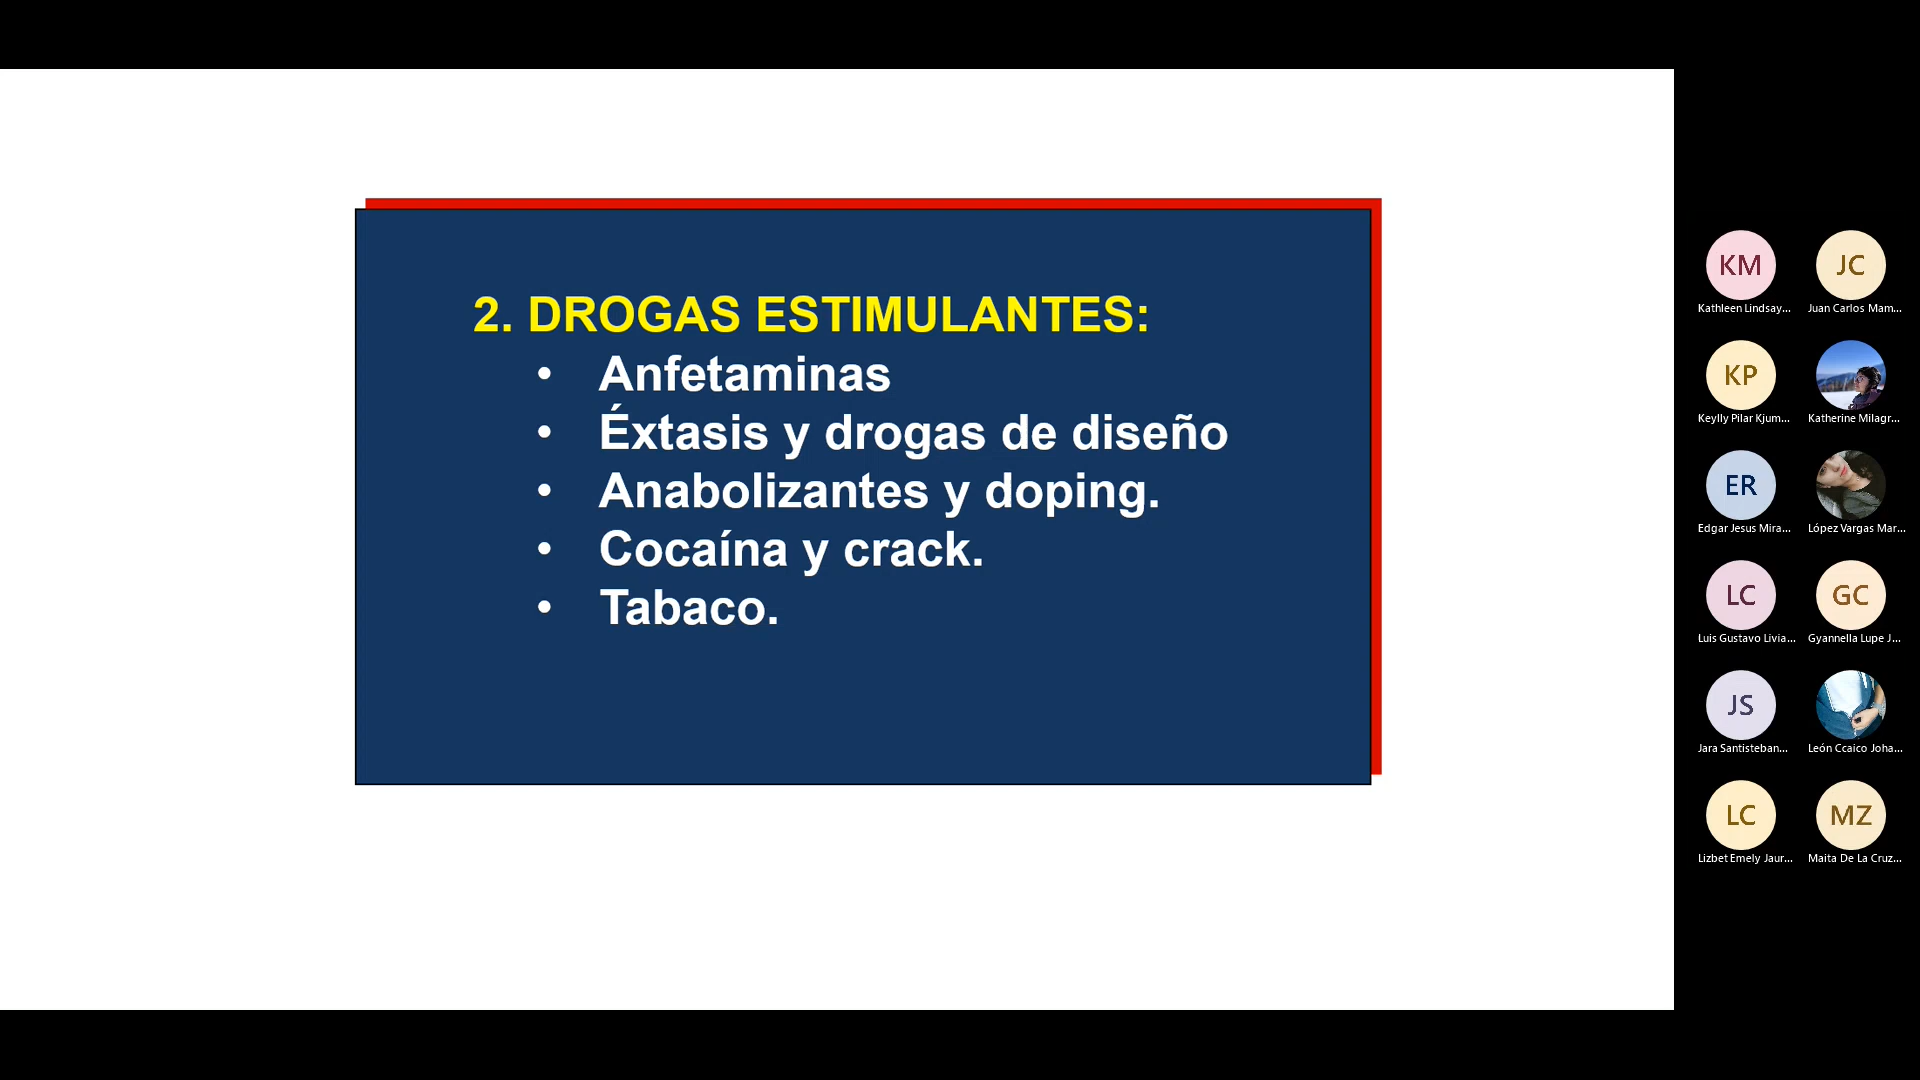 2. DROGAS ESTIMULANTES:
• Anfetaminas
• Éxtasis y drogas de diseño
• Anabolizantes y doping.
• Cocaína y crack.
• Tabaco.
KM
JC
Kathleen Lindsay...
Juan Carlos Mam...
KP
Keylly Pilar Kjum...
Katherine Milagr...
ER
Edgar Jesus Mira...
López Vargas Mar...
LC
GC
Luis Gustavo Livia...
Gyannella Lupe J...
JS
Jara Santisteban...
León Ccaico Joha...
LC
MZ
Lizbet Emely Jaur...
Maita De La Cruz...